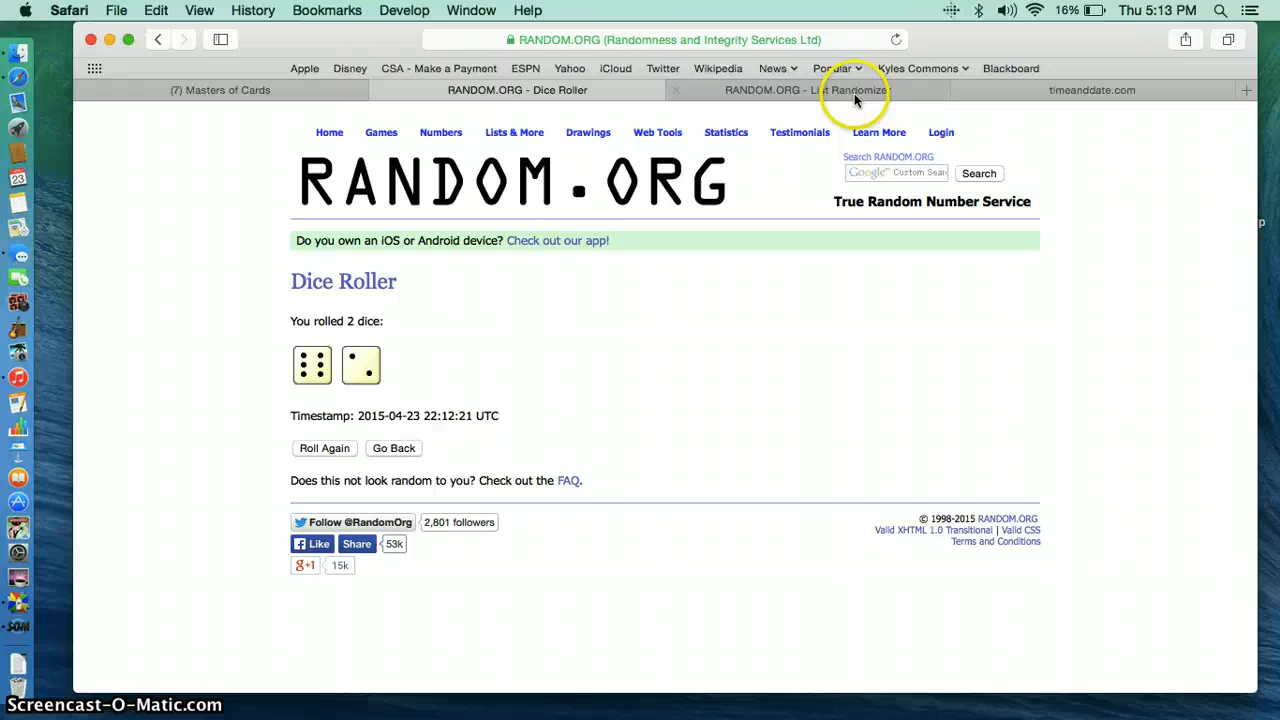 Safari File Edit View History Bookmarks Develop Window Help 16% Thu 5:13 PM
RANDOM.ORG (Randomness and Integrity Services Ltd)
Apple Disney CSA - Make a Payment ESPN Yahoo iCloud Twitter Wikipedia News Popular Kyles Commons Blackboard
(7) Masters of Cards RANDOM.ORG - Dice Roller RANDOM.ORG - List Randomizer timeanddate.com
Home Games Numbers Lists & More Drawings Web Tools Statistics Testimonials Learn More Login
Search RANDOM.ORG
RANDOM.ORG
Google™ Custom Sear Search
True Random Number Service
Do you own an iOS or Android device? Check out our app!
Dice Roller
You rolled 2 dice:
Timestamp: 2015-04-23 22:12:21 UTC
Roll Again Go Back
Does this not look random to you? Check out the FAQ.
Follow @RandomOrg 2,801 followers
Like Share 53k
g+1 15k
© 1998-2015 RANDOM.ORG
Valid XHTML 1.0 Transitional | Valid CSS
Terms and Conditions
Screencast-O-Matic.com